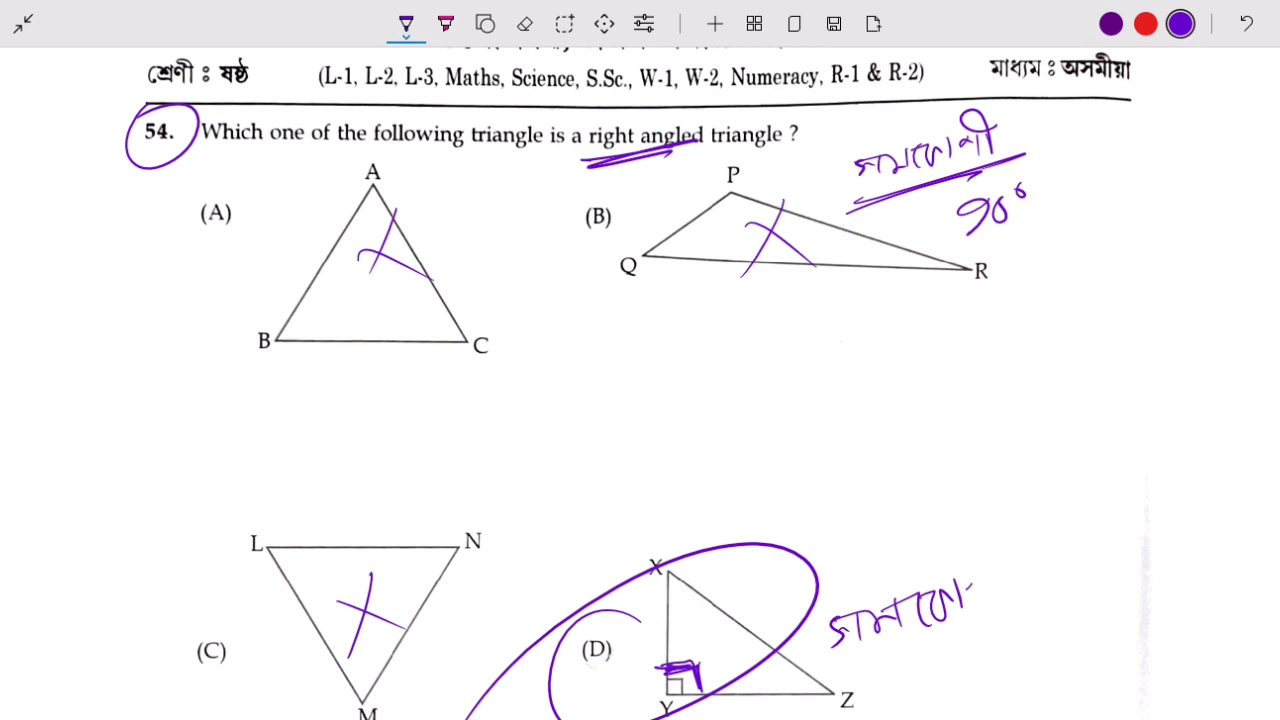 শ্রেণী : ষষ্ঠ
(L-1, L-2, L-3, Maths, Science, S.Sc., W-1, W-2, Numeracy, R-1 & R-2)
মাধ্যম : অসমীয়া
54. Which one of the following triangle is a right angled triangle ?
সমকোণী
90°
(A)
A
B
C
(B)
P
Q
R
(C)
L
N
M
(D)
X
Y
Z